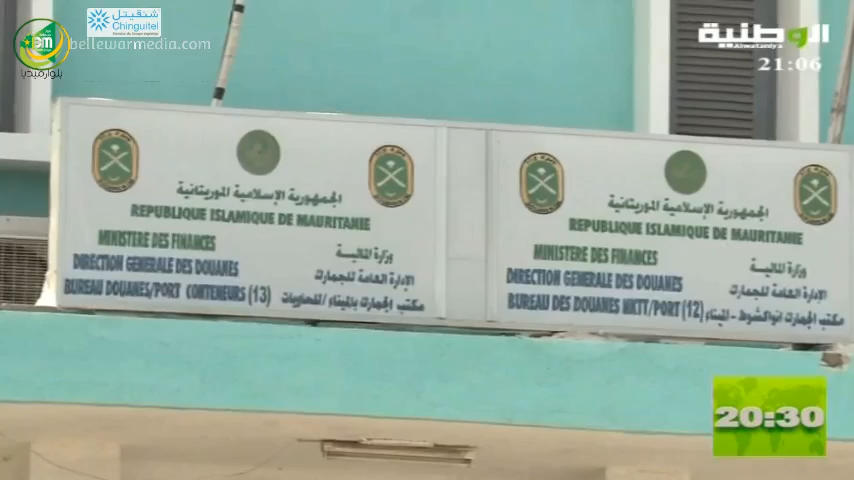 شنقيتل
Chinguitel
bellewarmedia.com
بلوارميديا
الوطنية
Alwataniya
21:06
الجمهورية الإسلامية الموريتانية
REPUBLIQUE ISLAMIQUE DE MAURITANIE
MINISTERE DES FINANCES
وزارة المالية
DIRECTION GENERALE DES DOUANES
الإدارة العامة للجمارك
BUREAU DOUANES/PORT CONTENEURS (13)
مكتب الجمارك بالميناء/للحاويات
الجمهورية الإسلامية الموريتانية
REPUBLIQUE ISLAMIQUE DE MAURITANIE
MINISTERE DES FINANCES
وزارة المالية
DIRECTION GENERALE DES DOUANES
الإدارة العامة للجمارك
BUREAU DES DOUANES NKTT/PORT (12)
مكتب الجمارك انواكشوط - الميناء
20:30